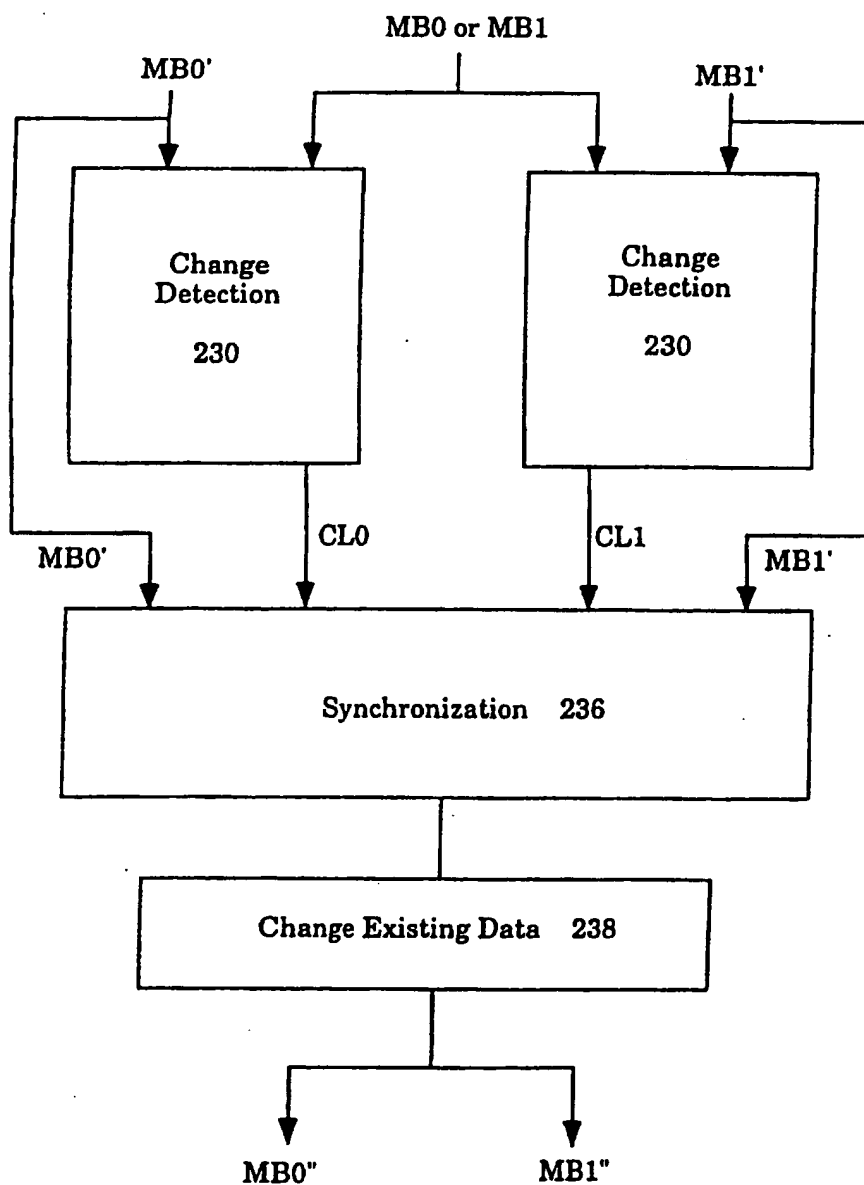 MB0 or MB1
MB0'
MB1'
Change
Detection
230
Change
Detection
230
CL0
CL1
MB0'
MB1'
Synchronization 236
Change Existing Data 238
MB0"
MB1"